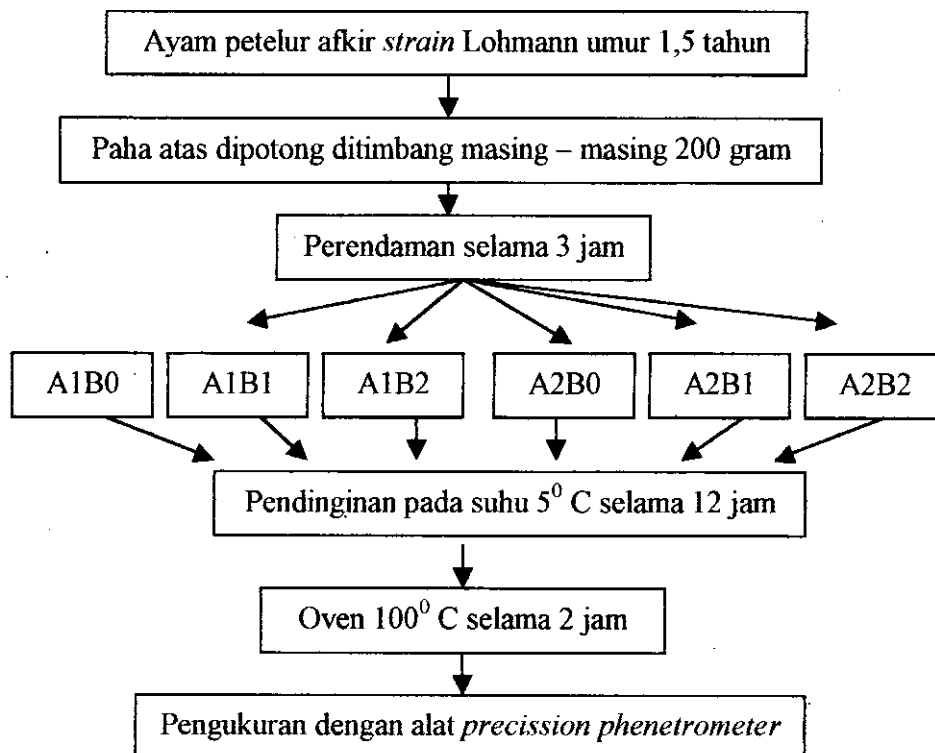 Ayam petelur afkir strain Lohmann umur 1,5 tahun
Paha atas dipotong ditimbang masing – masing 200 gram
Perendaman selama 3 jam
A1B0 A1B1 A1B2 A2B0 A2B1 A2B2
Pendinginan pada suhu 5⁰ C selama 12 jam
Oven 100⁰ C selama 2 jam
Pengukuran dengan alat precission phenetrometer